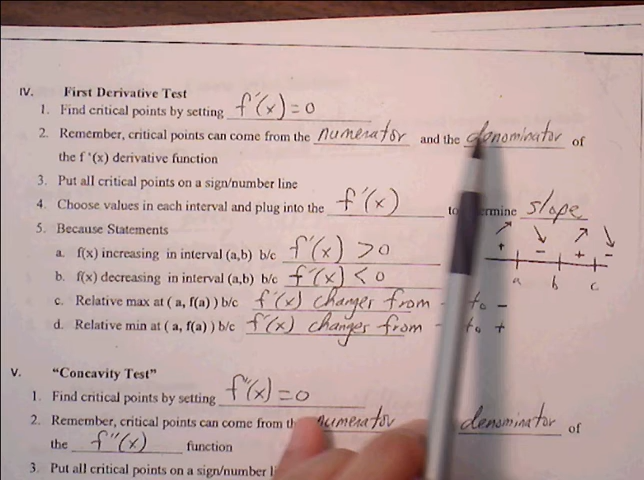 IV. First Derivative Test
1. Find critical points by setting f'(x)=0
2. Remember, critical points can come from the numerator and the denominator of
the f '(x) derivative function
3. Put all critical points on a sign/number line
4. Choose values in each interval and plug into the f'(x) to ermine slope
5. Because Statements
a. f(x) increasing in interval (a,b) b/c f'(x) >0
+ - + -
b. f(x) decreasing in interval (a,b) b/c f'(x) <0
a b c
c. Relative max at ( a, f(a) ) b/c f'(x) changes from to -
d. Relative min at ( a, f(a) ) b/c f'(x) changes from - to +
V. "Concavity Test"
1. Find critical points by setting f"(x)=0
2. Remember, critical points can come from th numerator denominator of
the f"(x) function
3. Put all critical points on a sign/number li